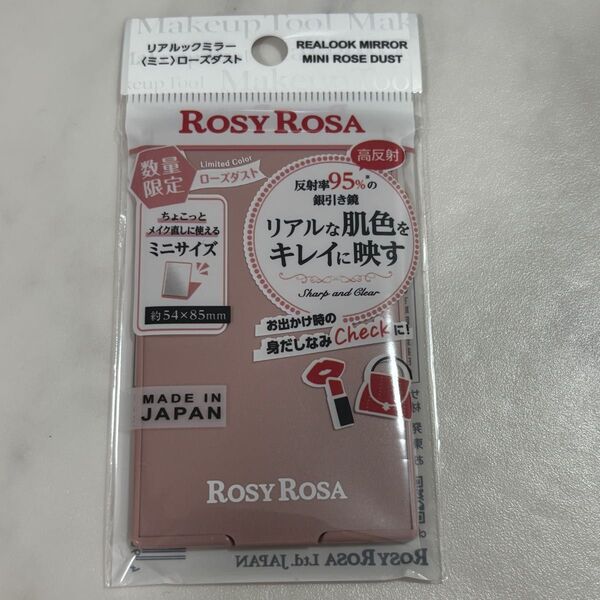 Makeup Tool Mak
リアルックミラー
〈ミニ〉ローズダスト
REALOOK MIRROR
MINI ROSE DUST
ROSY ROSA
数量
限定
Limited Color
ローズダスト
高反射
反射率95%※の
銀引き鏡
リアルな肌色を
キレイに映す
Sharp and Clear
ちょこっと
メイク直しに使える
ミニサイズ
約54×85mm
お出かけ時の
身だしなみCheckに!
MADE IN
JAPAN
ROSY ROSA
ROSY ROSA Ltd. JAPAN